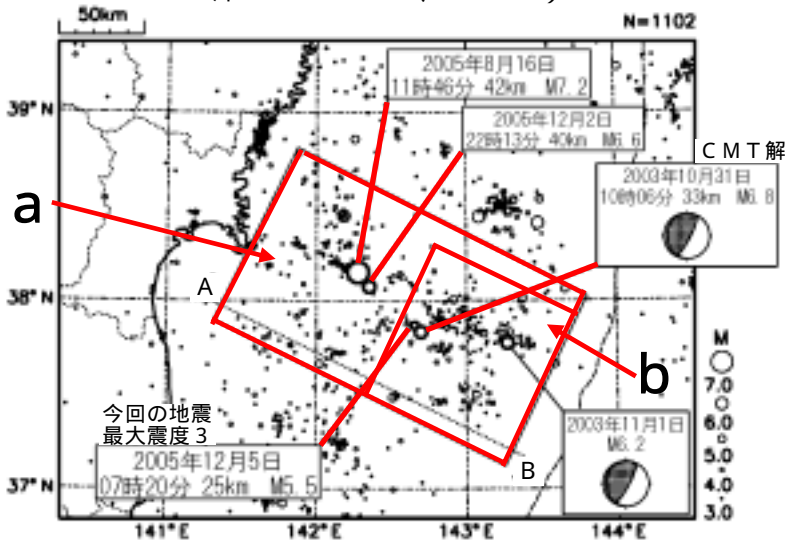 50km
N=1102
2005年8月16日
11時46分 42km M7.2
2005年12月2日
22時13分 40km M6.6
CMT解
2003年10月31日
10時06分 33km M6.8
39°N
a
b
A
38°N
M
7.0
6.0
5.0
4.0
3.0
b
今回の地震
最大震度3
2005年12月5日
07時20分 25km M5.5
2003年11月1日
M6.2
B
37°N
141°E
142°E
143°E
144°E